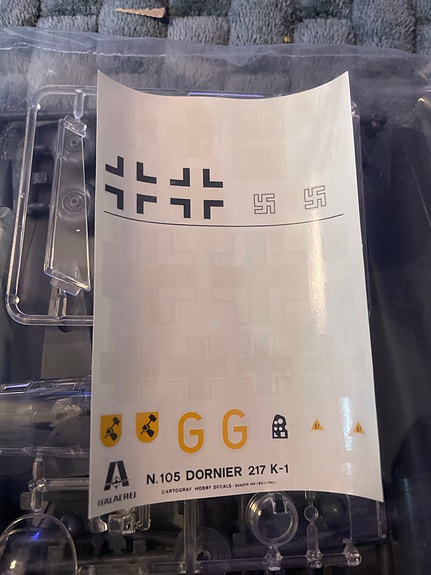 G G
N.105 DORNIER 217 K-1
CARTOGRAF HOBBY DECALS
ITALAEREI